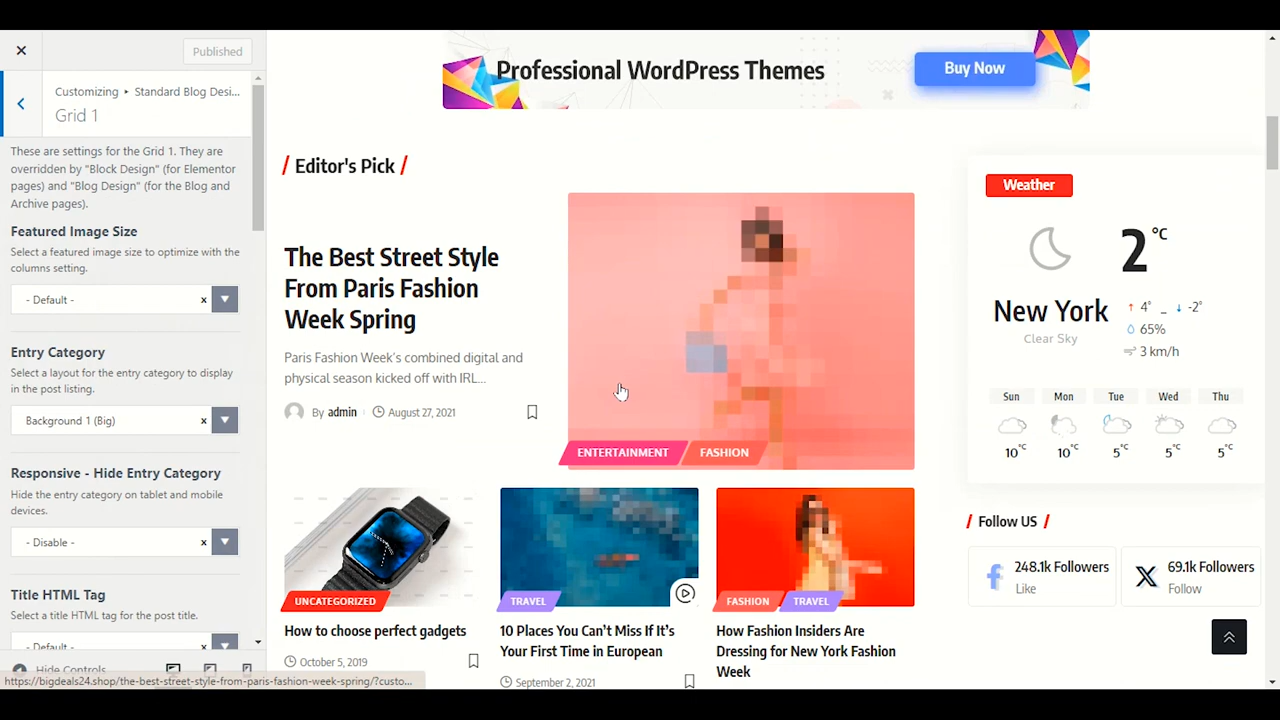 Published
Customizing ▸ Standard Blog Desi...
Grid 1
These are settings for the Grid 1. They are
overridden by "Block Design" (for Elementor
pages) and "Blog Design" (for the Blog and
Archive pages).
Featured Image Size
Select a featured image size to optimize with the
columns setting.
- Default -
x
Entry Category
Select a layout for the entry category to display
in the post listing.
Background 1 (Big)
x
Responsive - Hide Entry Category
Hide the entry category on tablet and mobile
devices.
- Disable -
x
Title HTML Tag
Select a title HTML tag for the post title.
- Default -
x
Hide Controls
https://bigdeals24.shop/the-best-street-style-from-paris-fashion-week-spring/?custo...
Professional WordPress Themes
Buy Now
/ Editor's Pick /
The Best Street Style
From Paris Fashion
Week Spring
Paris Fashion Week's combined digital and
physical season kicked off with IRL...
By admin
August 27, 2021
ENTERTAINMENT
FASHION
UNCATEGORIZED
How to choose perfect gadgets
October 5, 2019
TRAVEL
10 Places You Can't Miss If It's
Your First Time in European
September 2, 2021
FASHION
TRAVEL
How Fashion Insiders Are
Dressing for New York Fashion
Week
Weather
2 °C
New York
Clear Sky
↑ 4° _ ↓ -2°
65%
3 km/h
Sun Mon Tue Wed Thu
10°C 10°C 5°C 5°C 5°C
/ Follow US /
248.1k Followers
Like
69.1k Followers
Follow